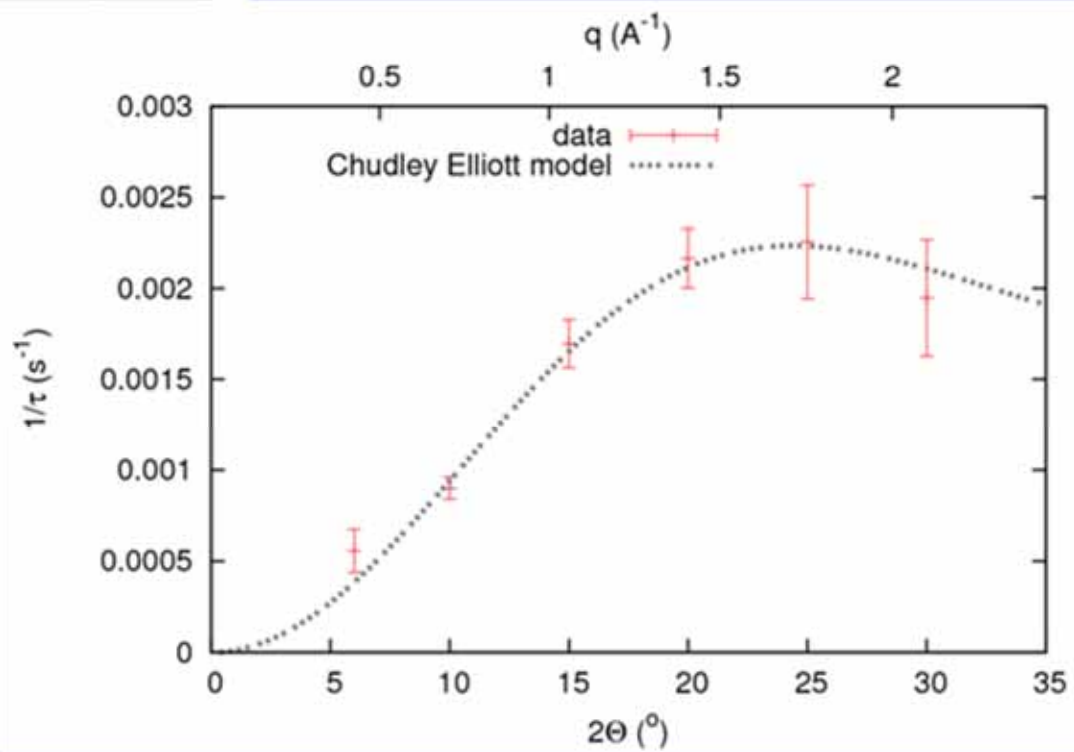 q (A⁻¹)
0.5 1 1.5 2
0.003
0.0025
0.002
0.0015
0.001
0.0005
0
data
Chudley Elliott model
1/τ (s⁻¹)
0 5 10 15 20 25 30 35
2Θ (°)